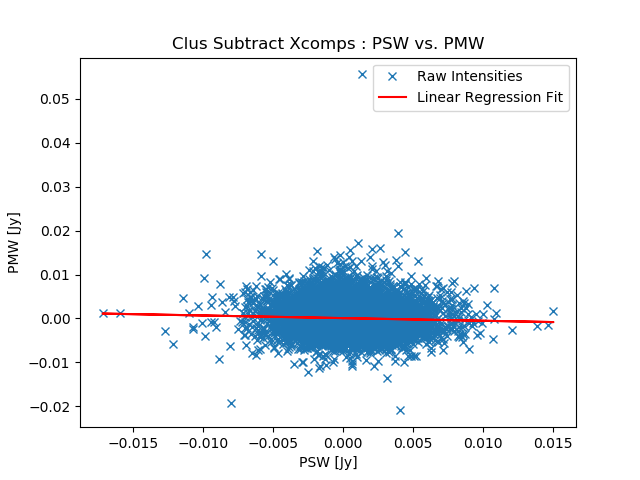 Clus Subtract Xcomps : PSW vs. PMW
Raw Intensities
Linear Regression Fit
PMW [Jy]
0.05
0.04
0.03
0.02
0.01
0.00
−0.01
−0.02
−0.015 −0.010 −0.005 0.000 0.005 0.010 0.015
PSW [Jy]